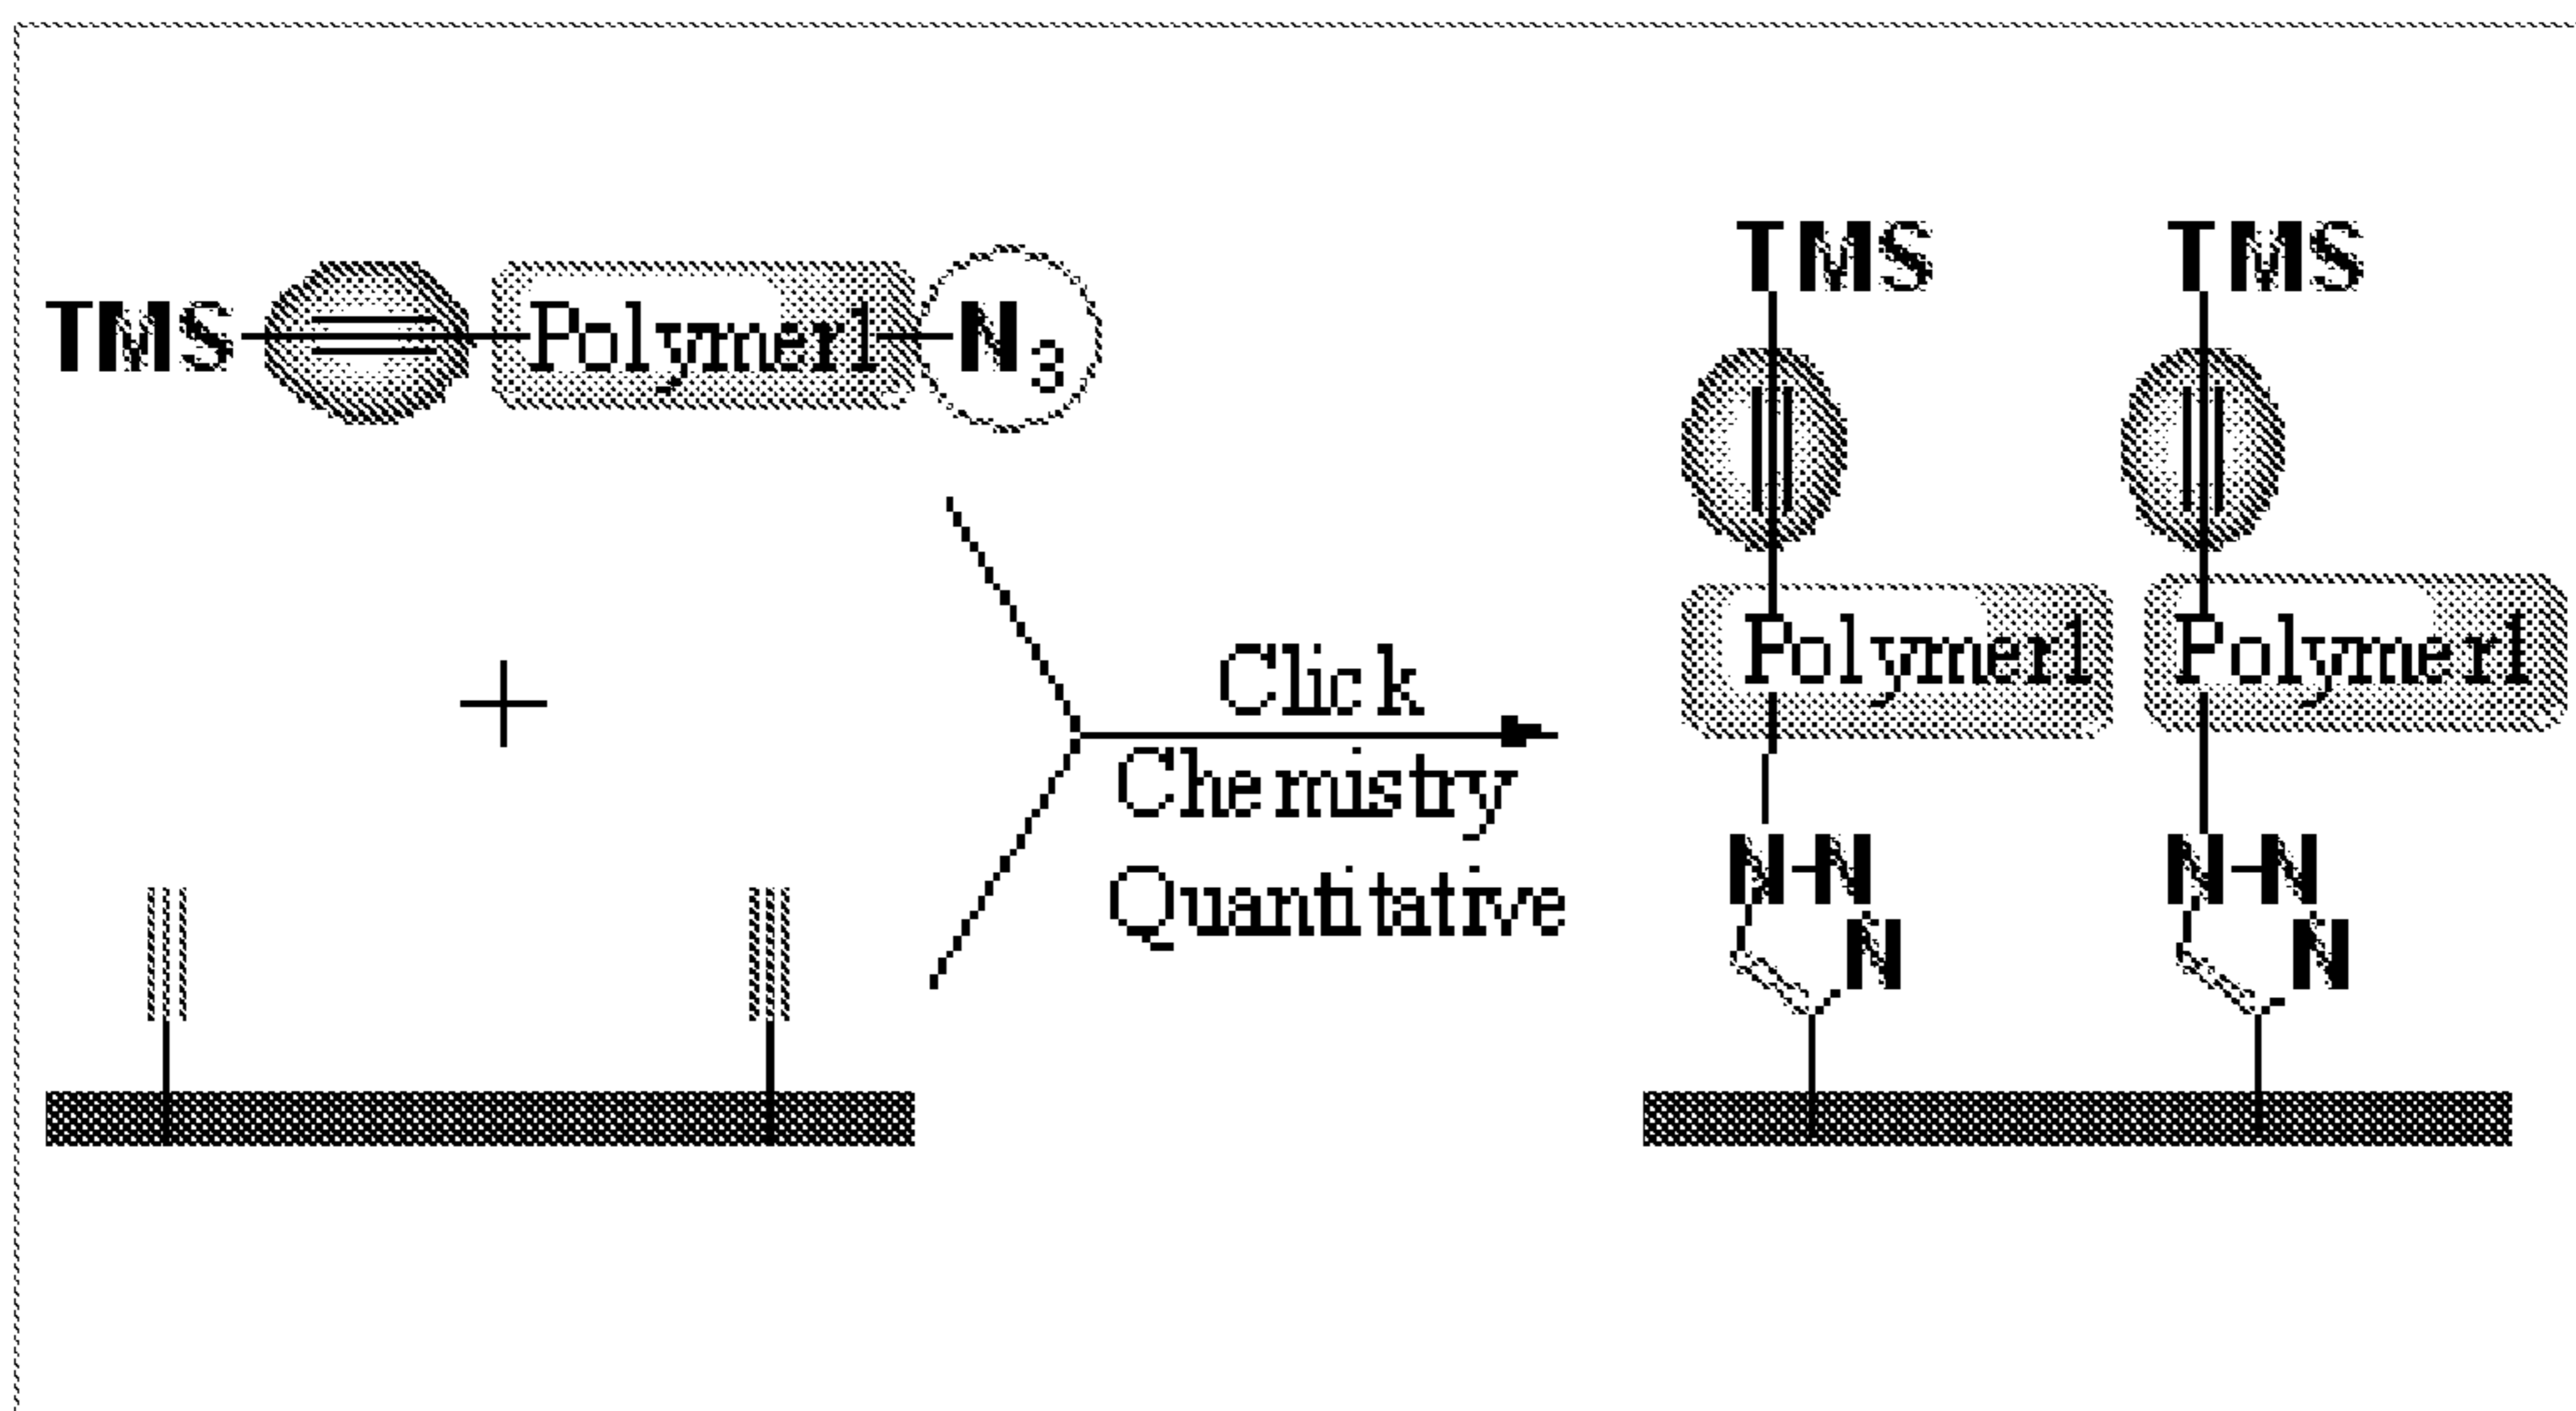 TMS Polymer1 N3
Click
Chemistry
Quantitative
TMS TMS
Polymer1 Polymer1
N N N N
N N